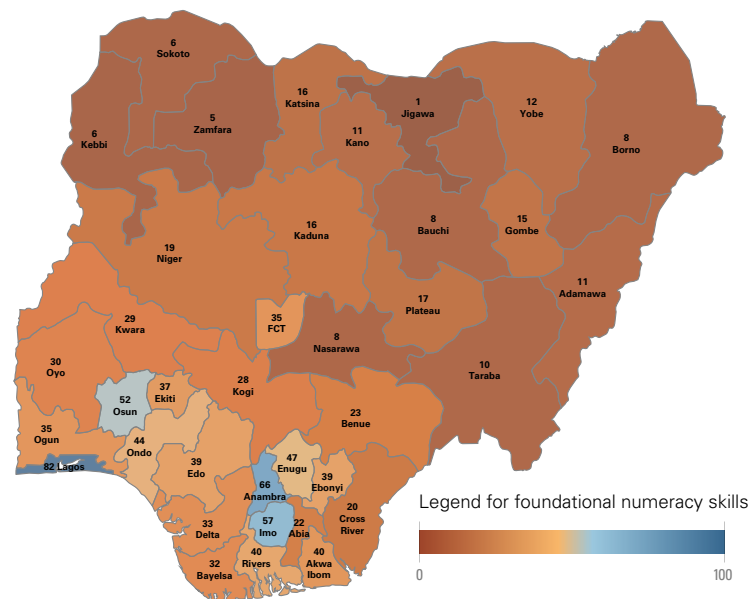 6
Sokoto
16
Katsina
1
Jigawa
12
Yobe
5
Zamfara
11
Kano
6
Kebbi
8
Borno
16
Kaduna
8
Bauchi
15
Gombe
19
Niger
11
Adamawa
17
Plateau
35
FCT
29
Kwara
8
Nasarawa
30
Oyo
10
Taraba
28
Kogi
37
Ekiti
52
Osun
23
Benue
35
Ogun
44
Ondo
47
Enugu
39
Edo
39
Ebonyi
82 Lagos
66
Anambra
20
Cross
River
57
Imo
22
Abia
33
Delta
40
Rivers
40
Akwa
Ibom
32
Bayelsa
Legend for foundational numeracy skills
0 100